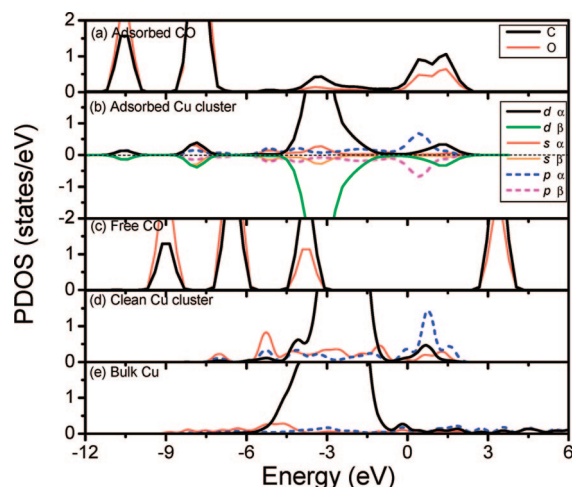 (a) Adsorbed CO
C
O
2
1
0
(b) Adsorbed Cu cluster
d α
d β
s α
s β
p α
p β
1
0
-1
-2
(c) Free CO
1
0
(d) Clean Cu cluster
1
0
(e) Bulk Cu
1
0
-12 -9 -6 -3 0 3 6
Energy (eV)
PDOS (states/eV)